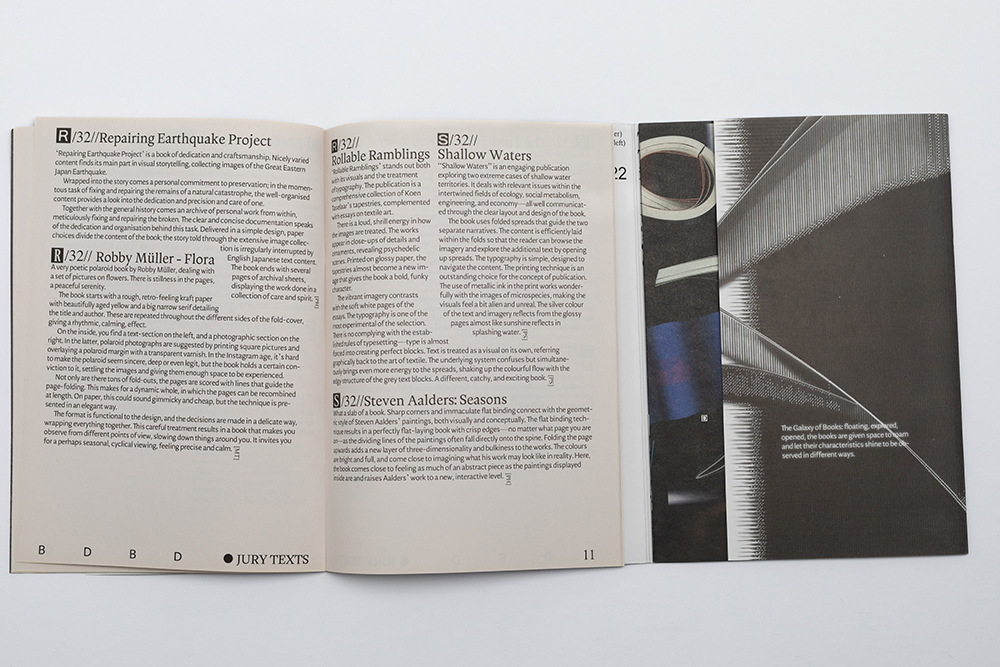 R/32//Repairing Earthquake Project
"Repairing Earthquake Project" is a book of dedication and craftsmanship. Nicely varied
content finds its main part in visual storytelling, collecting images of the Great Eastern
Japan Earthquake.
Wrapped into the story comes a personal commitment to preservation; in the momen-
tous task of fixing and repairing the remains of a natural catastrophe, the well-organised
content provides a look into the dedication and precision and care of one.
Together with the general history comes an archive of personal work from within,
meticulously fixing and repairing the broken. The clear and concise documentation speaks
of the dedication and organisation behind this task. Delivered in a simple design, paper
choices divide the content of the book; the story told through the extensive image collec-
tion is irregularly interrupted by
English Japanese text content.
The book ends with several
pages of archival sheets,
displaying the work done in a
collection of care and spirit.
R/32// Robby Müller - Flora
A very poetic polaroid book by Robby Müller, dealing with
a set of pictures on flowers. There is stillness in the pages,
a peaceful serenity.
The book starts with a rough, retro-feeling kraft paper
with beautifully aged yellow and a big narrow serif detailing
the title and author. These are repeated throughout the different sides of the fold-cover,
giving a rhythmic, calming, effect.
On the inside, you find a text-section on the left, and a photographic section on the
right. In the latter, polaroid photographs are suggested by printing square pictures and
overlaying a polaroid margin with a transparent varnish. In the Instagram age, it's hard
to make the polaroid seem sincere, deep or even legit, but the book holds a certain con-
viction to it, settling the images and giving them enough space to be experienced.
Not only are there tons of fold-outs, the pages are scored with lines that guide the
page-folding. This makes for a dynamic whole, in which the pages can be recombined
at length. On paper, this could sound gimmicky and cheap, but the technique is pre-
sented in an elegant way.
The format is functional to the design, and the decisions are made in a delicate way,
wrapping everything together. This careful treatment results in a book that makes you
observe from different points of view, slowing down things around you. It invites you
for a perhaps seasonal, cyclical viewing, feeling precise and calm.
B D B D
● JURY TEXTS
R/32//
Rollable Ramblings
"Rollable Ramblings" stands out both
with its visuals and the treatment
of typography. The publication is a
comprehensive collection of Koen
Taselaar's tapestries, complemented
with essays on textile art.
There is a loud, shrill energy in how
the images are treated. The works
appear in close-ups of details and
ornaments, revealing psychedelic
scenes. Printed on glossy paper, the
tapestries almost become a new im-
age that gives the book a bold, funky
character.
The vibrant imagery contrasts
with the soft white pages of the
essays. The typography is one of the
most experimental of the selection.
There is no complying with the estab-
lished rules of typesetting—type is almost
forced into creating perfect blocks. Text is treated as a visual on its own, referring
graphically back to the art of textile. The underlying system confuses but simultane-
ously brings even more energy to the spreads, shaking up the colourful flow with the
edgy structure of the grey text blocks. A different, catchy, and exciting book.
S/32//
Shallow Waters
""Shallow Waters"" is an engaging publication
exploring two extreme cases of shallow water
territories. It deals with relevant issues within the
intertwined fields of ecology, social metabolism,
engineering, and economy—all well communicat-
ed through the clear layout and design of the book.
The book uses folded spreads that guide the two
separate narratives. The content is efficiently laid
within the folds so that the reader can browse the
imagery and explore the additional text by opening
up spreads. The typography is simple, designed to
navigate the content. The printing technique is an
outstanding choice for the concept of publication.
The use of metallic ink in the print works wonder-
fully with the images of microspecies, making the
visuals feel a bit alien and unreal. The silver colour
of the text and imagery reflects from the glossy
pages almost like sunshine reflects in
splashing water.
S/32//Steven Aalders: Seasons
What a slab of a book. Sharp corners and immaculate flat binding connect with the geomet-
ric style of Steven Aalders' paintings, both visually and conceptually. The flat binding tech-
nique results in a perfectly flat-laying book with crisp edges— no matter what page you are
on—as the dividing lines of the paintings often fall directly onto the spine. Folding the page
upwards adds a new layer of three-dimensionality and bulkiness to the works. The colours
are bright and full, and come close to imagining what his work may look like in reality. Here,
the book comes close to feeling as much of an abstract piece as the paintings displayed
inside are and raises Aalders' work to a new, interactive level.
11
er)
left)
22
D
The Galaxy of Books: floating, explored,
opened, the books are given space to roam
and let their characteristics shine to be ob-
served in different ways.